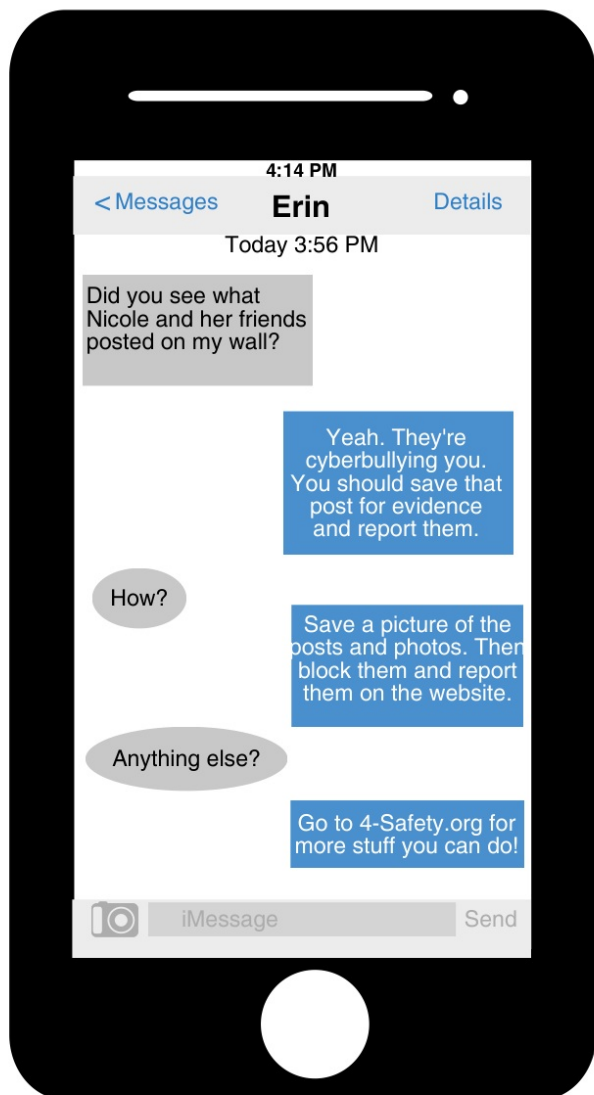 4:14 PM
< Messages Erin Details
Today 3:56 PM
Did you see what
Nicole and her friends
posted on my wall?
Yeah. They're
cyberbullying you.
You should save that
post for evidence
and report them.
How?
Save a picture of the
posts and photos. Then
block them and report
them on the website.
Anything else?
Go to 4-Safety.org for
more stuff you can do!
iMessage Send